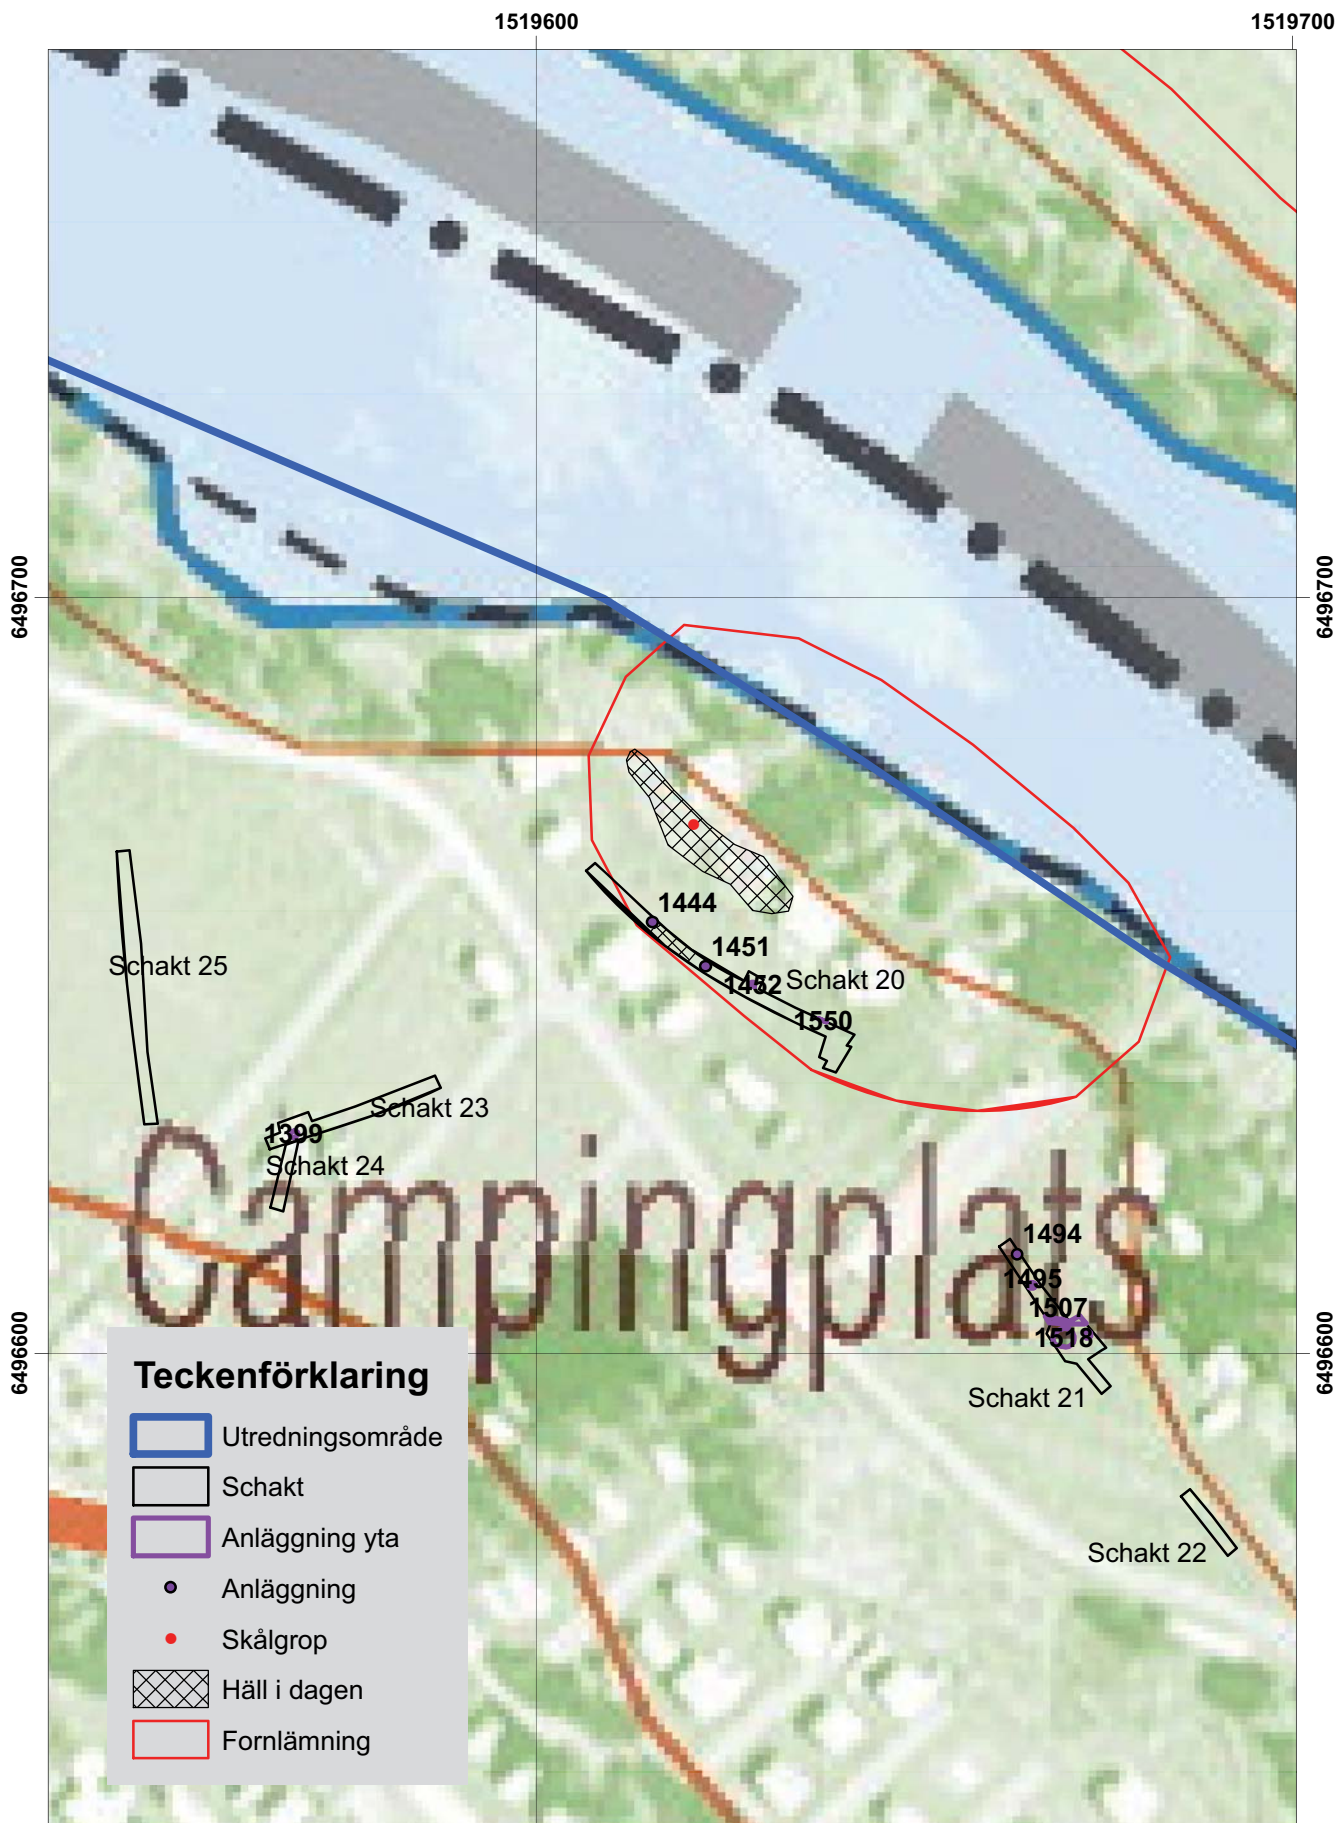 1519600
1519700
6496700
6496700
1444
1451
Schakt 25
1452
Schakt 20
1550
Schakt 23
1399
Schakt 24
Campingplats
1494
1495
1507
1518
6496600
6496600
Schakt 21
Schakt 22
Teckenförklaring
Utredningsområde
Schakt
Anläggning yta
Anläggning
Skålgrop
Häll i dagen
Fornlämning